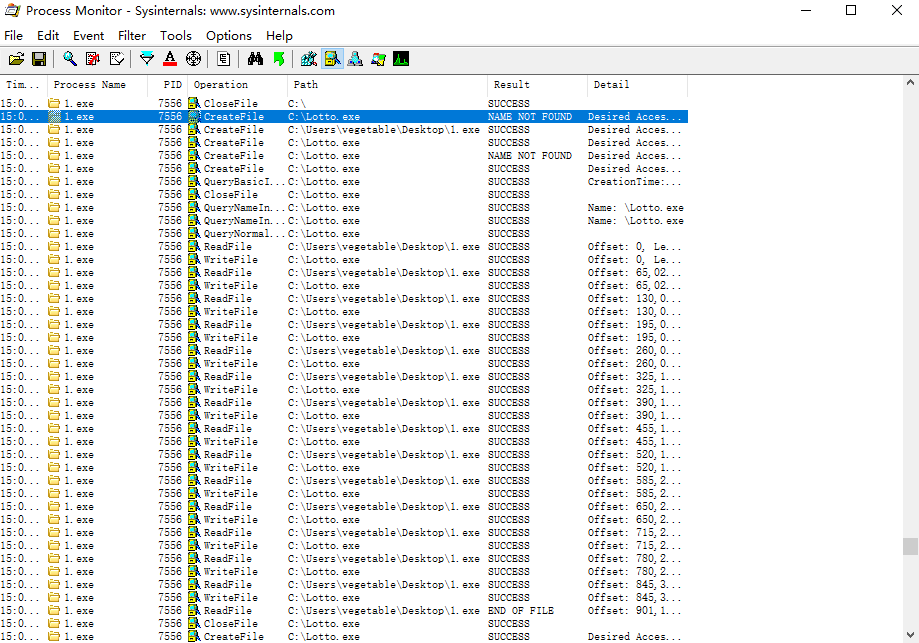 Process Monitor - Sysinternals: www.sysinternals.com
File Edit Event Filter Tools Options Help
Tim... Process Name PID Operation Path Result Detail
15:0... 1.exe 7556 CloseFile C:\ SUCCESS
15:0... 1.exe 7556 CreateFile C:\Lotto.exe NAME NOT FOUND Desired Acces...
15:0... 1.exe 7556 CreateFile C:\Users\vegetable\Desktop\1.exe SUCCESS Desired Acces...
15:0... 1.exe 7556 CreateFile C:\Lotto.exe SUCCESS Desired Acces...
15:0... 1.exe 7556 CreateFile C:\Lotto.exe NAME NOT FOUND Desired Acces...
15:0... 1.exe 7556 CreateFile C:\Lotto.exe SUCCESS Desired Acces...
15:0... 1.exe 7556 QueryBasicI... C:\Lotto.exe SUCCESS CreationTime:...
15:0... 1.exe 7556 CloseFile C:\Lotto.exe SUCCESS
15:0... 1.exe 7556 QueryNameIn... C:\Lotto.exe SUCCESS Name: \Lotto.exe
15:0... 1.exe 7556 QueryNameIn... C:\Lotto.exe SUCCESS Name: \Lotto.exe
15:0... 1.exe 7556 QueryNormal... C:\Lotto.exe SUCCESS
15:0... 1.exe 7556 ReadFile C:\Users\vegetable\Desktop\1.exe SUCCESS Offset: 0, Le...
15:0... 1.exe 7556 WriteFile C:\Lotto.exe SUCCESS Offset: 0, Le...
15:0... 1.exe 7556 ReadFile C:\Users\vegetable\Desktop\1.exe SUCCESS Offset: 65,02...
15:0... 1.exe 7556 WriteFile C:\Lotto.exe SUCCESS Offset: 65,02...
15:0... 1.exe 7556 ReadFile C:\Users\vegetable\Desktop\1.exe SUCCESS Offset: 130,0...
15:0... 1.exe 7556 WriteFile C:\Lotto.exe SUCCESS Offset: 130,0...
15:0... 1.exe 7556 ReadFile C:\Users\vegetable\Desktop\1.exe SUCCESS Offset: 195,0...
15:0... 1.exe 7556 WriteFile C:\Lotto.exe SUCCESS Offset: 195,0...
15:0... 1.exe 7556 ReadFile C:\Users\vegetable\Desktop\1.exe SUCCESS Offset: 260,0...
15:0... 1.exe 7556 WriteFile C:\Lotto.exe SUCCESS Offset: 260,0...
15:0... 1.exe 7556 ReadFile C:\Users\vegetable\Desktop\1.exe SUCCESS Offset: 325,1...
15:0... 1.exe 7556 WriteFile C:\Lotto.exe SUCCESS Offset: 325,1...
15:0... 1.exe 7556 ReadFile C:\Users\vegetable\Desktop\1.exe SUCCESS Offset: 390,1...
15:0... 1.exe 7556 WriteFile C:\Lotto.exe SUCCESS Offset: 390,1...
15:0... 1.exe 7556 ReadFile C:\Users\vegetable\Desktop\1.exe SUCCESS Offset: 455,1...
15:0... 1.exe 7556 WriteFile C:\Lotto.exe SUCCESS Offset: 455,1...
15:0... 1.exe 7556 ReadFile C:\Users\vegetable\Desktop\1.exe SUCCESS Offset: 520,1...
15:0... 1.exe 7556 WriteFile C:\Lotto.exe SUCCESS Offset: 520,1...
15:0... 1.exe 7556 ReadFile C:\Users\vegetable\Desktop\1.exe SUCCESS Offset: 585,2...
15:0... 1.exe 7556 WriteFile C:\Lotto.exe SUCCESS Offset: 585,2...
15:0... 1.exe 7556 ReadFile C:\Users\vegetable\Desktop\1.exe SUCCESS Offset: 650,2...
15:0... 1.exe 7556 WriteFile C:\Lotto.exe SUCCESS Offset: 650,2...
15:0... 1.exe 7556 ReadFile C:\Users\vegetable\Desktop\1.exe SUCCESS Offset: 715,2...
15:0... 1.exe 7556 WriteFile C:\Lotto.exe SUCCESS Offset: 715,2...
15:0... 1.exe 7556 ReadFile C:\Users\vegetable\Desktop\1.exe SUCCESS Offset: 780,2...
15:0... 1.exe 7556 WriteFile C:\Lotto.exe SUCCESS Offset: 780,2...
15:0... 1.exe 7556 ReadFile C:\Users\vegetable\Desktop\1.exe SUCCESS Offset: 845,3...
15:0... 1.exe 7556 WriteFile C:\Lotto.exe SUCCESS Offset: 845,3...
15:0... 1.exe 7556 ReadFile C:\Users\vegetable\Desktop\1.exe END OF FILE Offset: 901,1...
15:0... 1.exe 7556 CloseFile C:\Lotto.exe SUCCESS
15:0... 1.exe 7556 CreateFile C:\Lotto.exe SUCCESS Desired Acces...